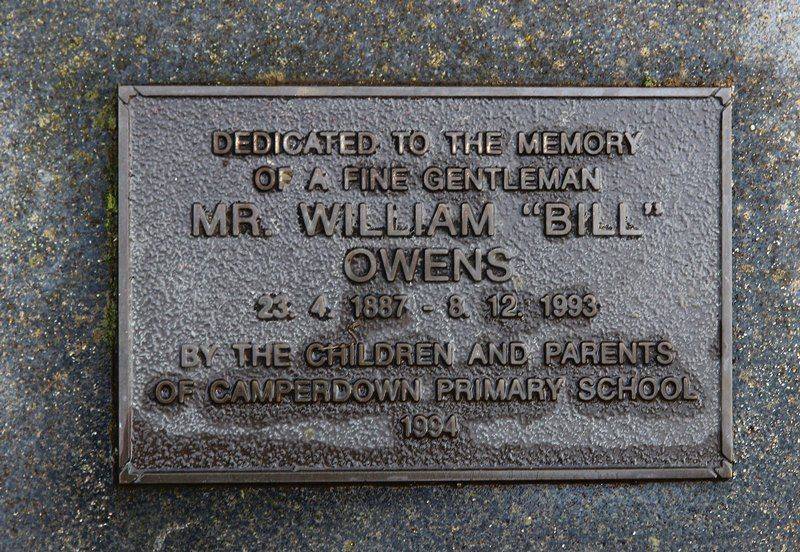 DEDICATED TO THE MEMORY
OF A FINE GENTLEMAN
MR. WILLIAM "BILL"
OWENS
23. 4. 1887 - 8. 12. 1993
BY THE CHILDREN AND PARENTS
OF CAMPERDOWN PRIMARY SCHOOL
1994